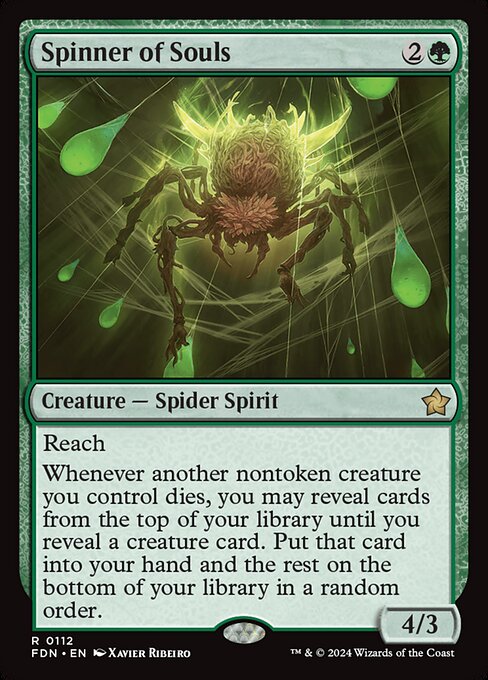 Spinner of Souls 2
Creature — Spider Spirit
Reach
Whenever another nontoken creature
you control dies, you may reveal cards
from the top of your library until you
reveal a creature card. Put that card
into your hand and the rest on the
bottom of your library in a random
order.
4/3
R 0112
FDN • EN Xavier Ribeiro
™ & © 2024 Wizards of the Coast